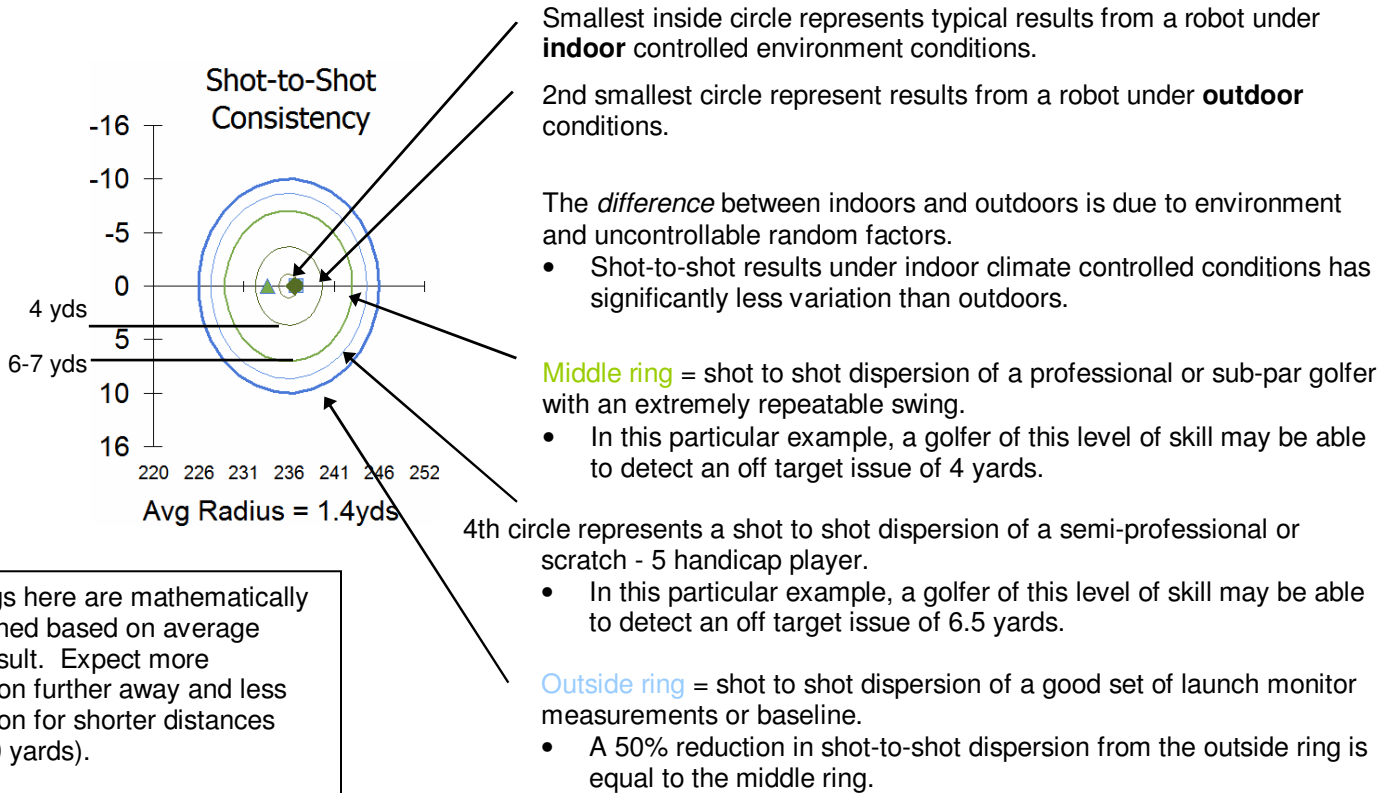 Smallest inside circle represents typical results from a robot under
indoor controlled environment conditions.
2nd smallest circle represent results from a robot under outdoor
conditions.
The difference between indoors and outdoors is due to environment
and uncontrollable random factors.
• Shot-to-shot results under indoor climate controlled conditions has
significantly less variation than outdoors.
Middle ring = shot to shot dispersion of a professional or sub-par golfer
with an extremely repeatable swing.
• In this particular example, a golfer of this level of skill may be able
to detect an off target issue of 4 yards.
4th circle represents a shot to shot dispersion of a semi-professional or
scratch - 5 handicap player.
• In this particular example, a golfer of this level of skill may be able
to detect an off target issue of 6.5 yards.
Outside ring = shot to shot dispersion of a good set of launch monitor
measurements or baseline.
• A 50% reduction in shot-to-shot dispersion from the outside ring is
equal to the middle ring.
Shot-to-Shot
Consistency
-16
-10
-5
0
4 yds
5
6-7 yds
10
16
220 226 231 236 241 246 252
Avg Radius = 1.4yds
here are mathematically
based on average
Expect more
further away and less
for shorter distances
yards).